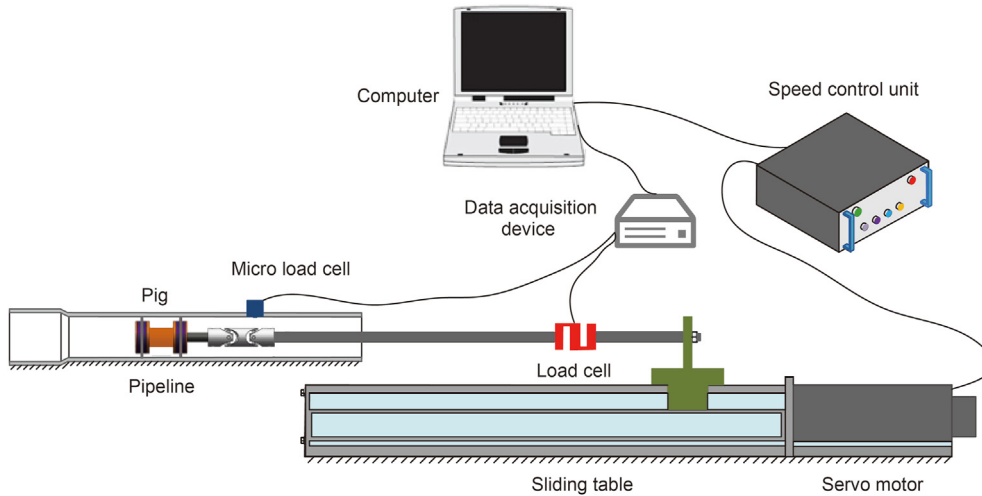 Computer
Speed control unit
Data acquisition
device
Micro load cell
Pig
Pipeline
Load cell
Sliding table
Servo motor